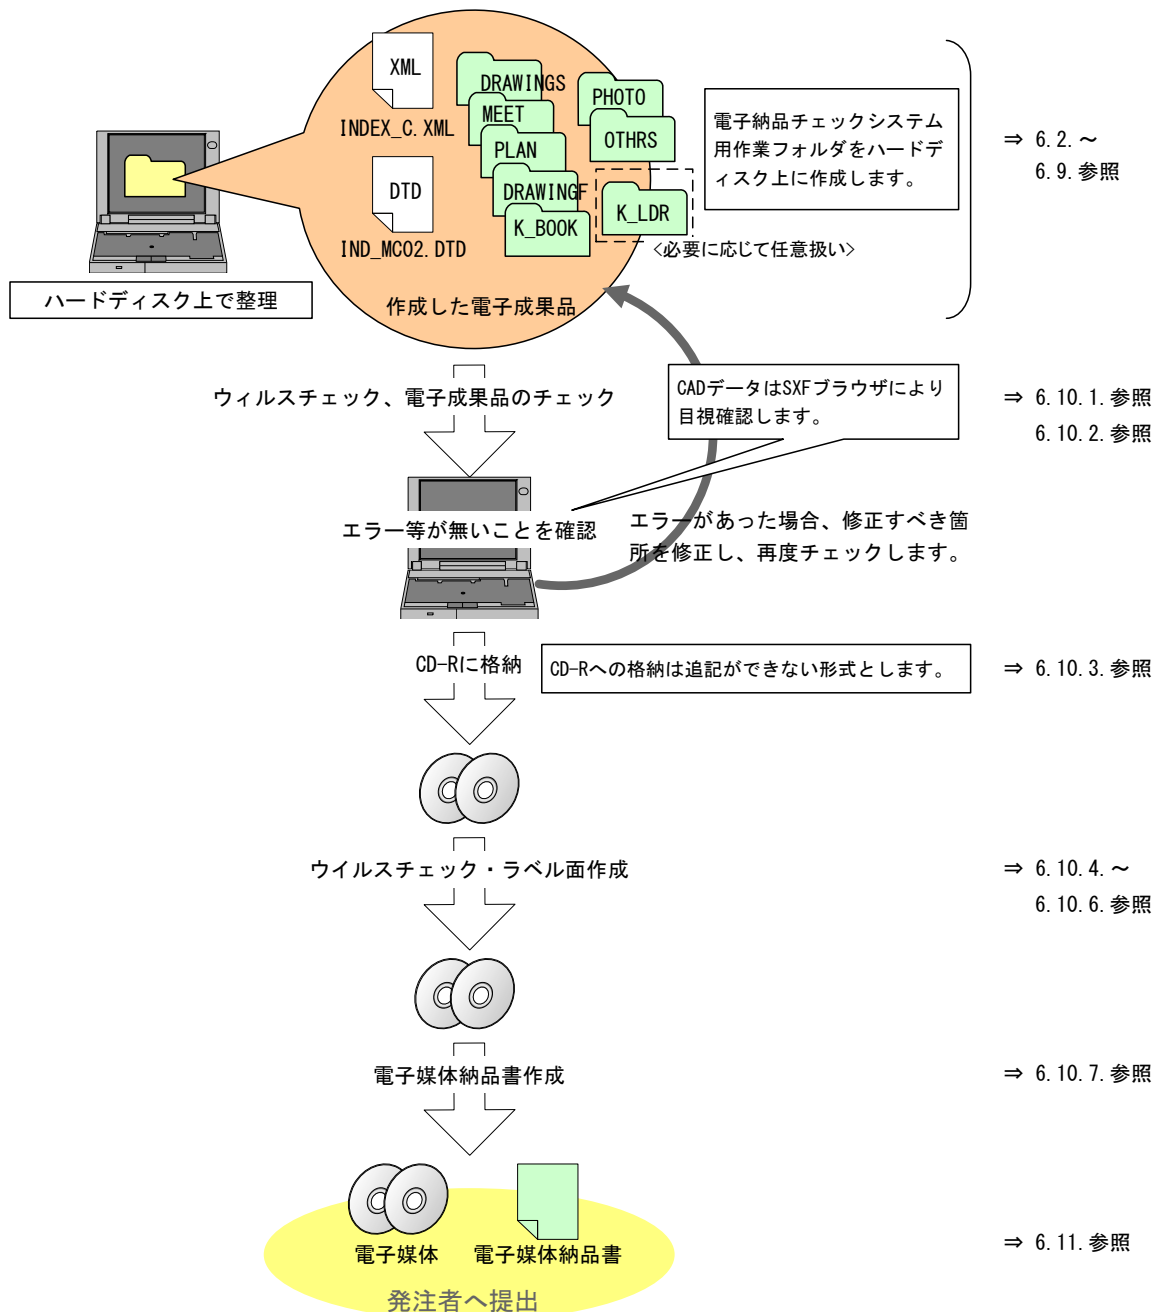 XML
INDEX_C.XML
DTD
IND_MC02.DTD
DRAWINGS
MEET
PLAN
DRAWINGF
K_BOOK
PHOTO
OTHRS
K_LDR
<必要に応じて任意扱い>
作成した電子成果品
ハードディスク上で整理
電子納品チェックシステム
用作業フォルダをハードデ
ィスク上に作成します。
⇒ 6.2.～
6.9.参照
ウィルスチェック、電子成果品のチェック
CADデータはSXFブラウザにより
目視確認します。
⇒ 6.10.1.参照
6.10.2.参照
エラー等が無いことを確認
エラーがあった場合、修正すべき箇
所を修正し、再度チェックします。
CD-Rに格納
CD-Rへの格納は追記ができない形式とします。
⇒ 6.10.3.参照
ウイルスチェック・ラベル面作成
⇒ 6.10.4.～
6.10.6.参照
電子媒体納品書作成
⇒ 6.10.7.参照
電子媒体
電子媒体納品書
⇒ 6.11.参照
発注者へ提出